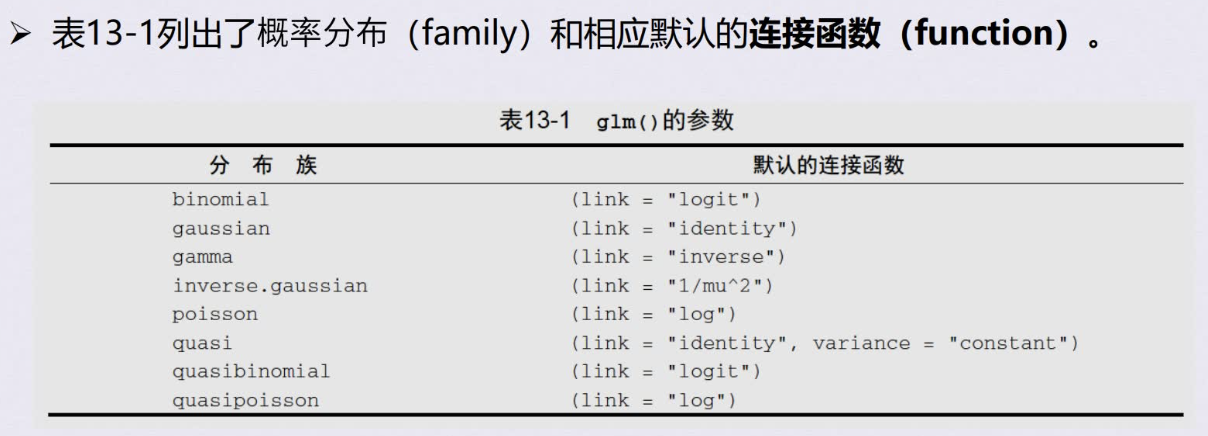 ➢ 表13-1列出了概率分布（family）和相应默认的连接函数（function）。
表13-1 glm()的参数
分 布 族 默认的连接函数
binomial (link = "logit")
gaussian (link = "identity")
gamma (link = "inverse")
inverse.gaussian (link = "1/mu^2")
poisson (link = "log")
quasi (link = "identity", variance = "constant")
quasibinomial (link = "logit")
quasipoisson (link = "log")